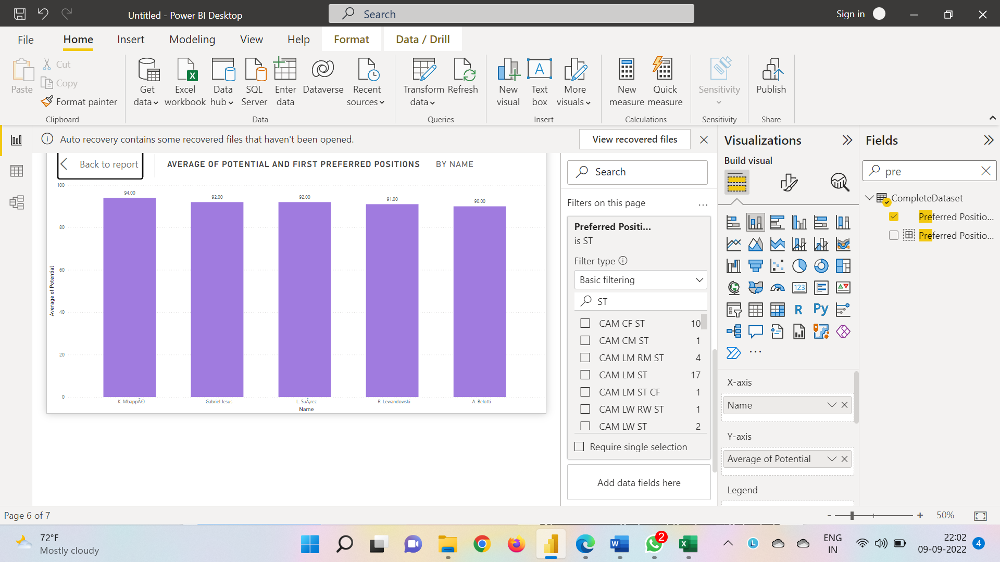 Untitled - Power BI Desktop
Search
Sign in
File
Home
Insert
Modeling
View
Help
Format
Data / Drill
Paste
Cut
Copy
Format painter
Clipboard
Get data
Excel workbook
Data hub
SQL Server
Enter data
Dataverse
Recent sources
Data
Transform data
Refresh
Queries
New visual
Text box
More visuals
Insert
New measure
Quick measure
Calculations
Sensitivity
Sensitivity
Publish
Share
Auto recovery contains some recovered files that haven't been opened.
View recovered files
Back to report
AVERAGE OF POTENTIAL AND FIRST PREFERRED POSITIONS BY NAME
100
80
60
40
20
0
Average of Potential
94.00
92.00
92.00
91.00
90.00
K. MbappÃ©
Gabriel Jesus
L. SuÃ¡rez
R. Lewandowski
A. Belotti
Name
Search
Filters on this page
...
Preferred Positi...
is ST
Filter type
Basic filtering
ST
CAM CF ST 10
CAM CM ST 1
CAM LM RM ST 4
CAM LM ST 17
CAM LM ST CF 1
CAM LW RW ST 1
CAM LW ST 2
Require single selection
Add data fields here
Visualizations
Build visual
123
R
Py
...
X-axis
Name
Y-axis
Average of Potential
Legend
Fields
pre
CompleteDataset
Preferred Positio...
Preferred Positio...
Page 6 of 7
- + 50%
72°F
Mostly cloudy
2
L
ENG
IN
22:02
09-09-2022
4